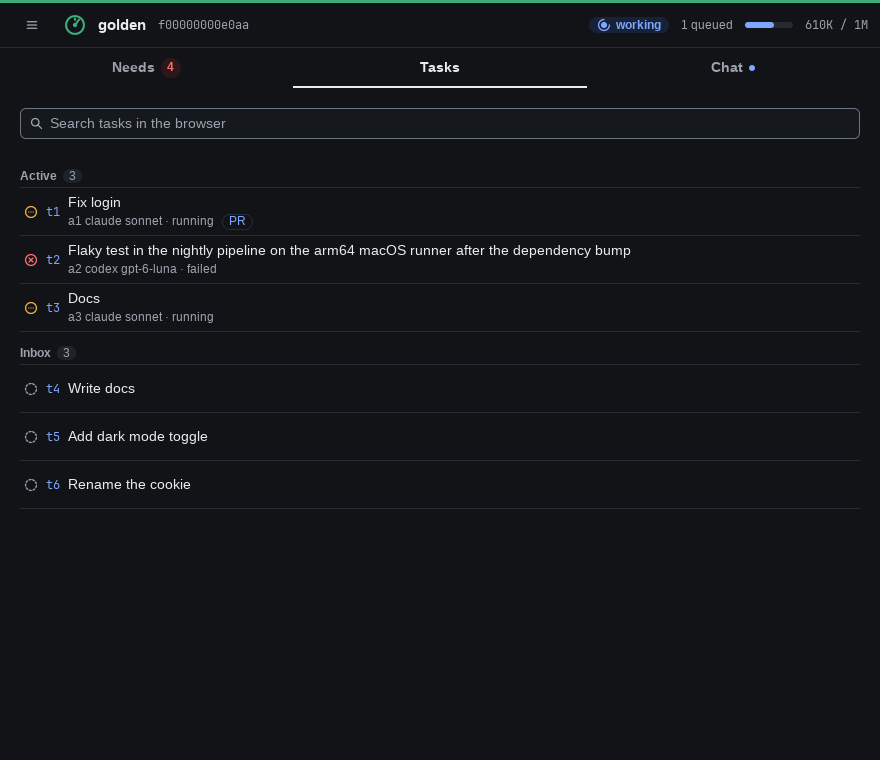 golden f00000000e0aa working 1 queued 610K / 1M
Needs 4 Tasks Chat
Search tasks in the browser
Active 3
t1 Fix login
a1 claude sonnet · running PR
t2 Flaky test in the nightly pipeline on the arm64 macOS runner after the dependency bump
a2 codex gpt-6-luna · failed
t3 Docs
a3 claude sonnet · running
Inbox 3
t4 Write docs
t5 Add dark mode toggle
t6 Rename the cookie